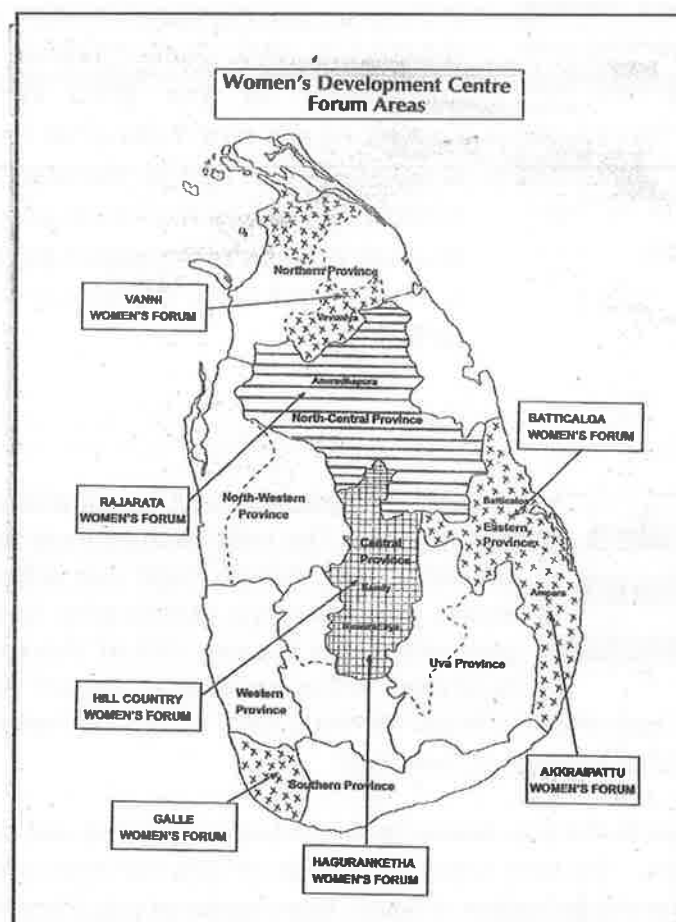 Women's Development Centre
Forum Areas
Northern Province
VANNI
WOMEN'S FORUM
Vavuniya
Anuradhapura
North-Central Province
BATTICALOA
WOMEN'S FORUM
RAJARATA
WOMEN'S FORUM
North-Western
Province
Batticaloa
Eastern
Province
Central
Province
Kandy
Ampara
Uva Province
HILL COUNTRY
WOMEN'S FORUM
Western
Province
AKKRAIPATTU
WOMEN'S FORUM
Southern Province
GALLE
WOMEN'S FORUM
HAGURANKETHA
WOMEN'S FORUM